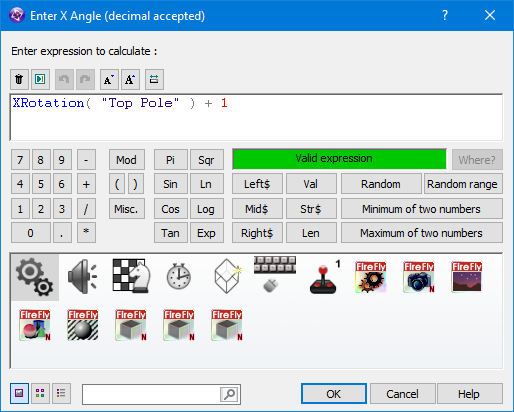 Enter X Angle (decimal accepted)
?
Enter expression to calculate :
A A
XRotation( "Top Pole" ) + 1
7 8 9 - Mod Pi Sqr Valid expression Where?
4 5 6 + ( ) Sin Ln Left$ Val Random Random range
1 2 3 / Misc. Cos Log Mid$ Str$ Minimum of two numbers
0 . * Tan Exp Right$ Len Maximum of two numbers
1 FireFly FireFly N FireFly
FireFly N FireFly FireFly N FireFly N FireFly N
OK Cancel Help